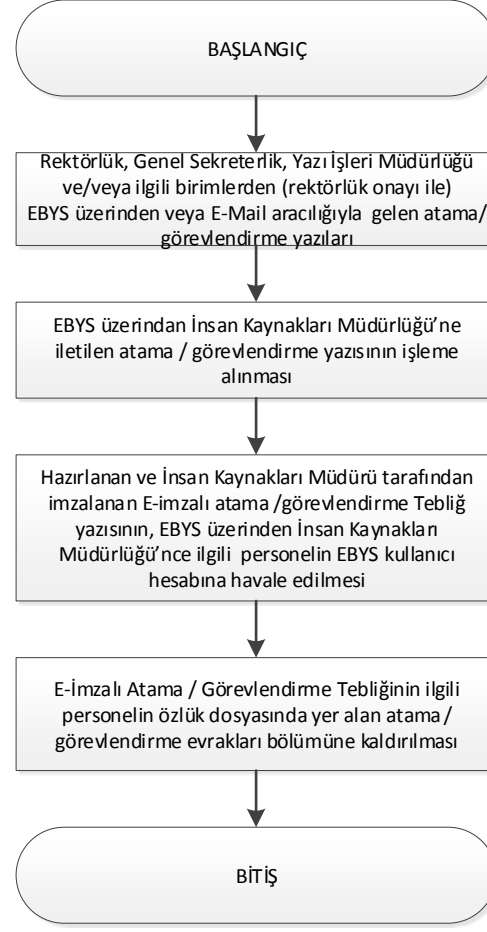 BAŞLANGIÇ
Rektörlük, Genel Sekreterlik, Yazı İşleri Müdürlüğü
ve/veya ilgili birimlerden (rektörlük onayı ile)
EBYS üzerinden veya E-Mail aracılığıyla gelen atama/
görevlendirme yazıları
EBYS üzerindan İnsan Kaynakları Müdürlüğü’ne
iletilen atama / görevlendirme yazısının işleme
alınması
Hazırlanan ve İnsan Kaynakları Müdürü tarafından
imzalanan E-imzalı atama /görevlendirme Tebliğ
yazısının, EBYS üzerinden İnsan Kaynakları
Müdürlüğü’nce ilgili personelin EBYS kullanıcı
hesabına havale edilmesi
E-İmzalı Atama / Görevlendirme Tebliğinin ilgili
personelin özlük dosyasında yer alan atama /
görevlendirme evrakları bölümüne kaldırılması
BİTİŞ